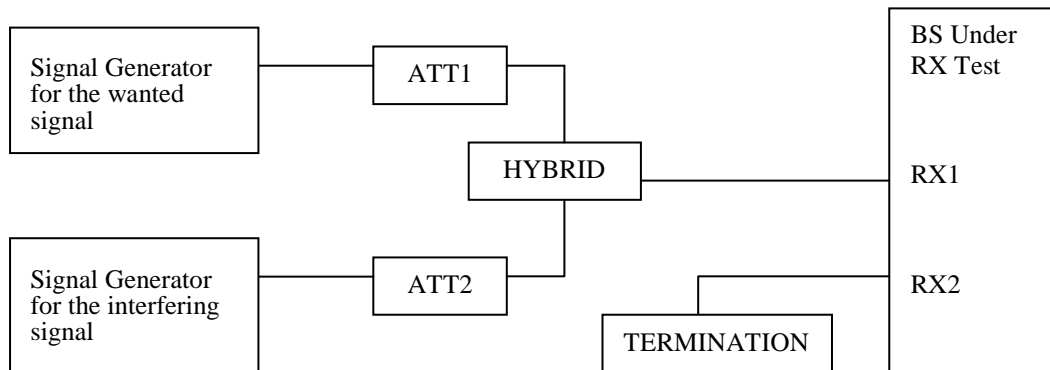 Signal Generator
for the wanted
signal
ATT1
HYBRID
Signal Generator
for the interfering
signal
ATT2
TERMINATION
BS Under
RX Test
RX1
RX2